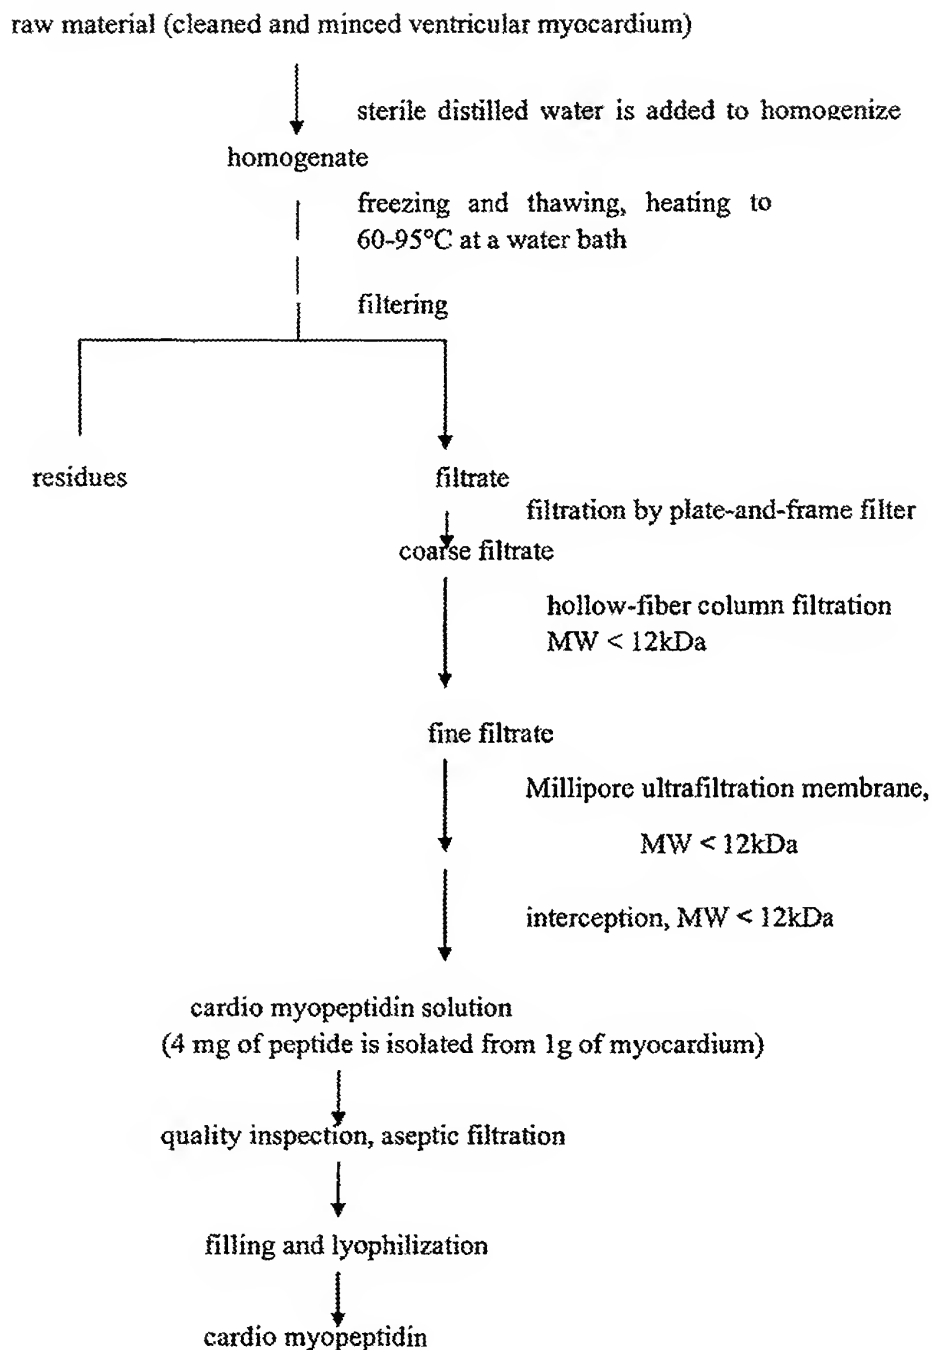 raw material (cleaned and minced ventricular myocardium)
sterile distilled water is added to homogenize
homogenate
freezing and thawing, heating to
60-95°C at a water bath
filtering
residues
filtrate
filtration by plate-and-frame filter
coarse filtrate
hollow-fiber column filtration
MW < 12kDa
fine filtrate
Millipore ultrafiltration membrane,
MW < 12kDa
interception, MW < 12kDa
cardio myopeptidin solution
(4 mg of peptide is isolated from 1g of myocardium)
quality inspection, aseptic filtration
filling and lyophilization
cardio myopeptidin